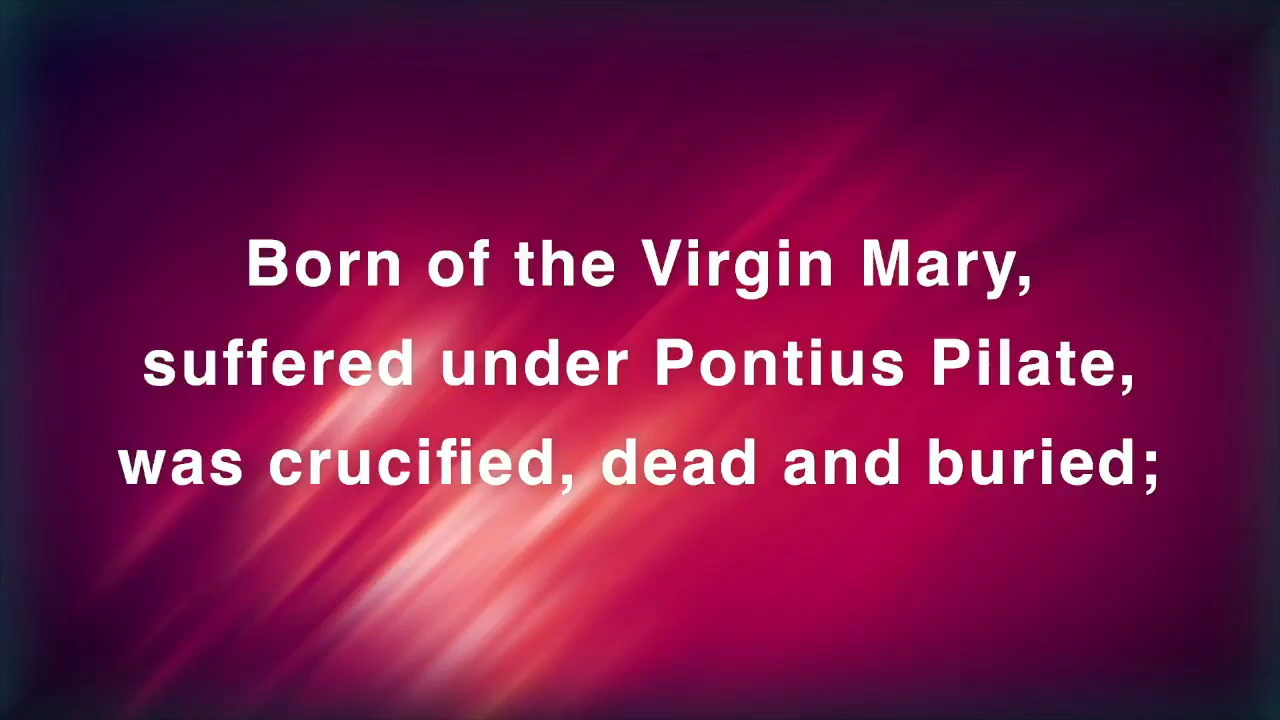 Born of the Virgin Mary,
suffered under Pontius Pilate,
was crucified, dead and buried;